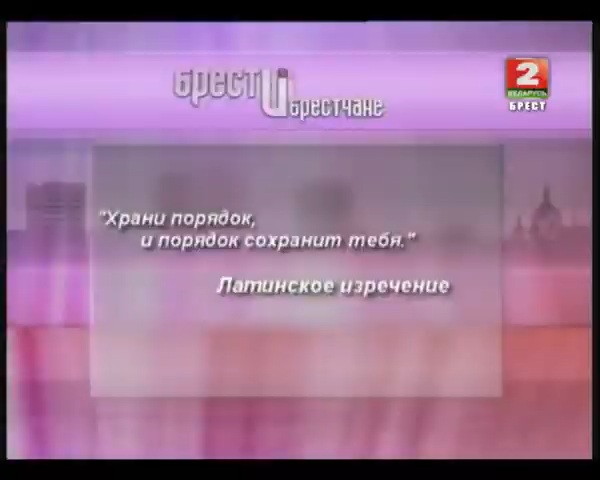 Брест и
брестчане
2
БЕЛАРУСЬ
БРЕСТ
"Храни порядок,
и порядок сохранит тебя."
Латинское изречение